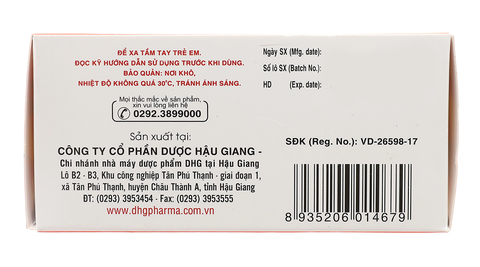 ĐỂ XA TẦM TAY TRẺ EM.
ĐỌC KỸ HƯỚNG DẪN SỬ DỤNG TRƯỚC KHI DÙNG.
BẢO QUẢN: NƠI KHÔ,
NHIỆT ĐỘ KHÔNG QUÁ 30°C, TRÁNH ÁNH SÁNG.
Mọi thắc mắc về sản phẩm,
xin vui lòng liên hệ
0292.3899000
Sản xuất tại:
CÔNG TY CỔ PHẦN DƯỢC HẬU GIANG -
Chi nhánh nhà máy dược phẩm DHG tại Hậu Giang
Lô B2 - B3, Khu công nghiệp Tân Phú Thạnh - giai đoạn 1,
xã Tân Phú Thạnh, huyện Châu Thành A, tỉnh Hậu Giang
ĐT: (0293) 3953454 - Fax: (0293) 3953555
www.dhgpharma.com.vn
Ngày SX (Mfg. date):
Số lô SX (Batch No.):
HD (Exp. date):
SĐK (Reg. No.): VD-26598-17
8 935206 014679